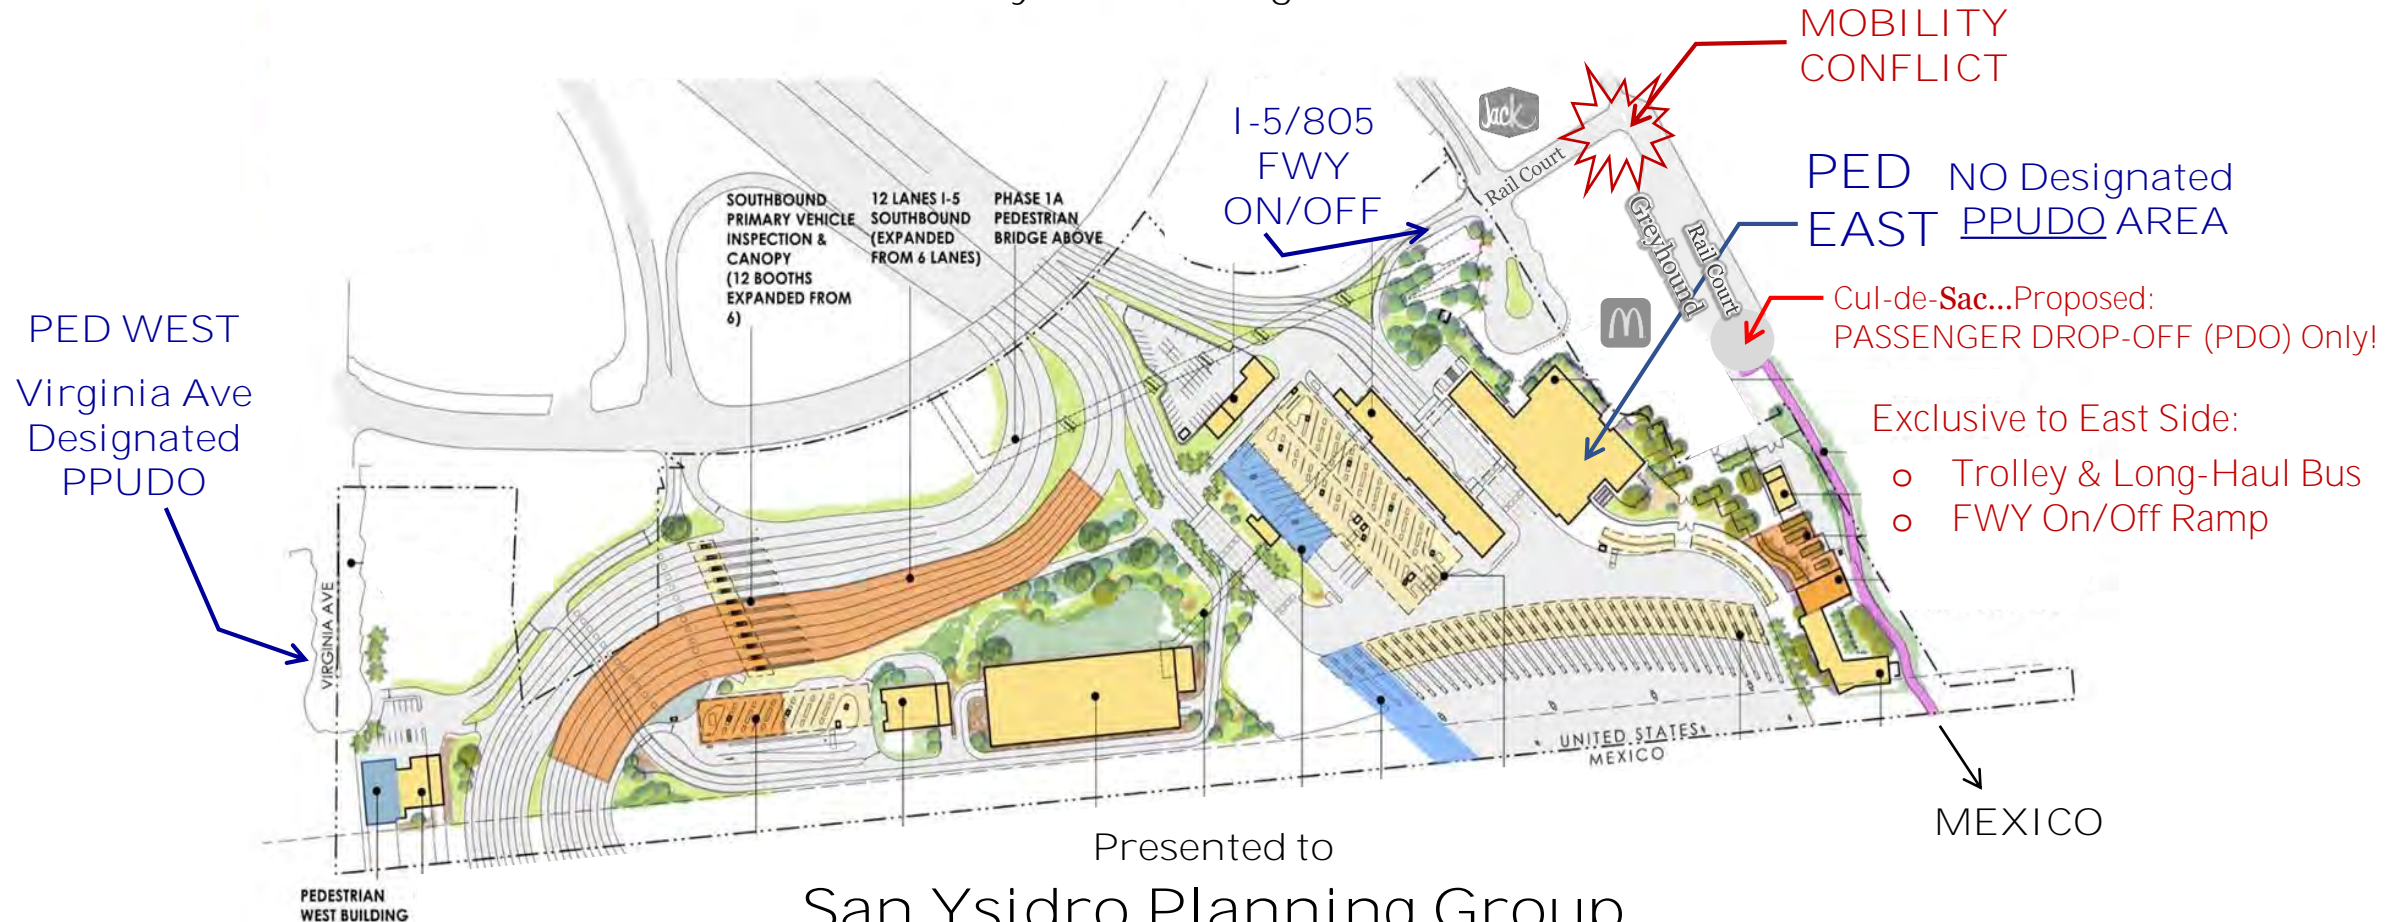 MOBILITY
CONFLICT
Jack
I-5/805
FWY
ON/OFF
Rail Court
PED
EAST
NO Designated
PPUDO AREA
SOUTHBOUND
PRIMARY VEHICLE
INSPECTION &
CANOPY
(12 BOOTHS
EXPANDED FROM
6)
12 LANES I-5
SOUTHBOUND
(EXPANDED
FROM 6 LANES)
PHASE 1A
PEDESTRIAN
BRIDGE ABOVE
Greyhound
Rail Court
Cul-de-Sac...Proposed:
PASSENGER DROP-OFF (PDO) Only!
PED WEST
Virginia Ave
Designated
PPUDO
Exclusive to East Side:
o Trolley & Long-Haul Bus
o FWY On/Off Ramp
VIRGINIA AVE
UNITED STATES
MEXICO
MEXICO
Presented to
San Ysidro Planning Group
PEDESTRIAN
WEST BUILDING